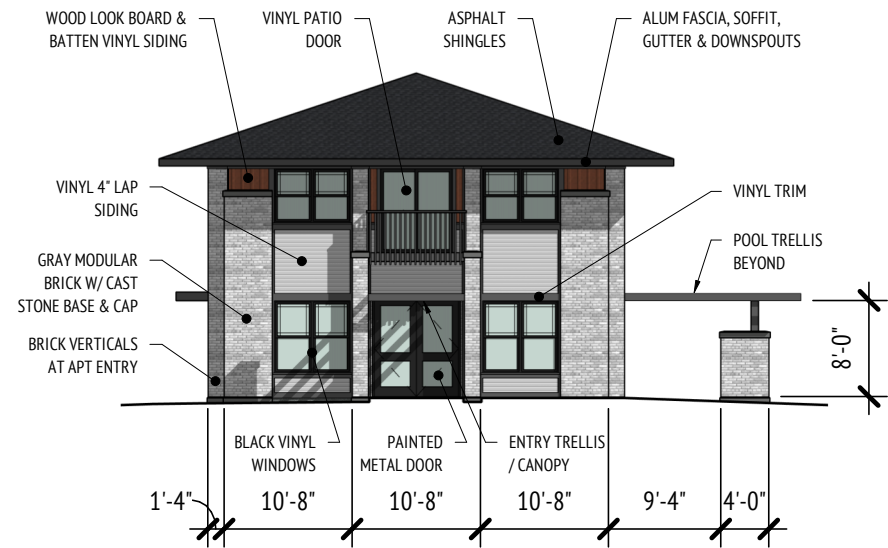 WOOD LOOK BOARD &
BATTEN VINYL SIDING
VINYL PATIO
DOOR
ASPHALT
SHINGLES
ALUM FASCIA, SOFFIT,
GUTTER & DOWNSPOUTS
VINYL 4" LAP
SIDING
VINYL TRIM
GRAY MODULAR
BRICK W/ CAST
STONE BASE & CAP
POOL TRELLIS
BEYOND
BRICK VERTICALS
AT APT ENTRY
8'-0"
BLACK VINYL
WINDOWS
PAINTED
METAL DOOR
ENTRY TRELLIS
/ CANOPY
1'-4" 10'-8" 10'-8" 10'-8" 9'-4" 4'-0"